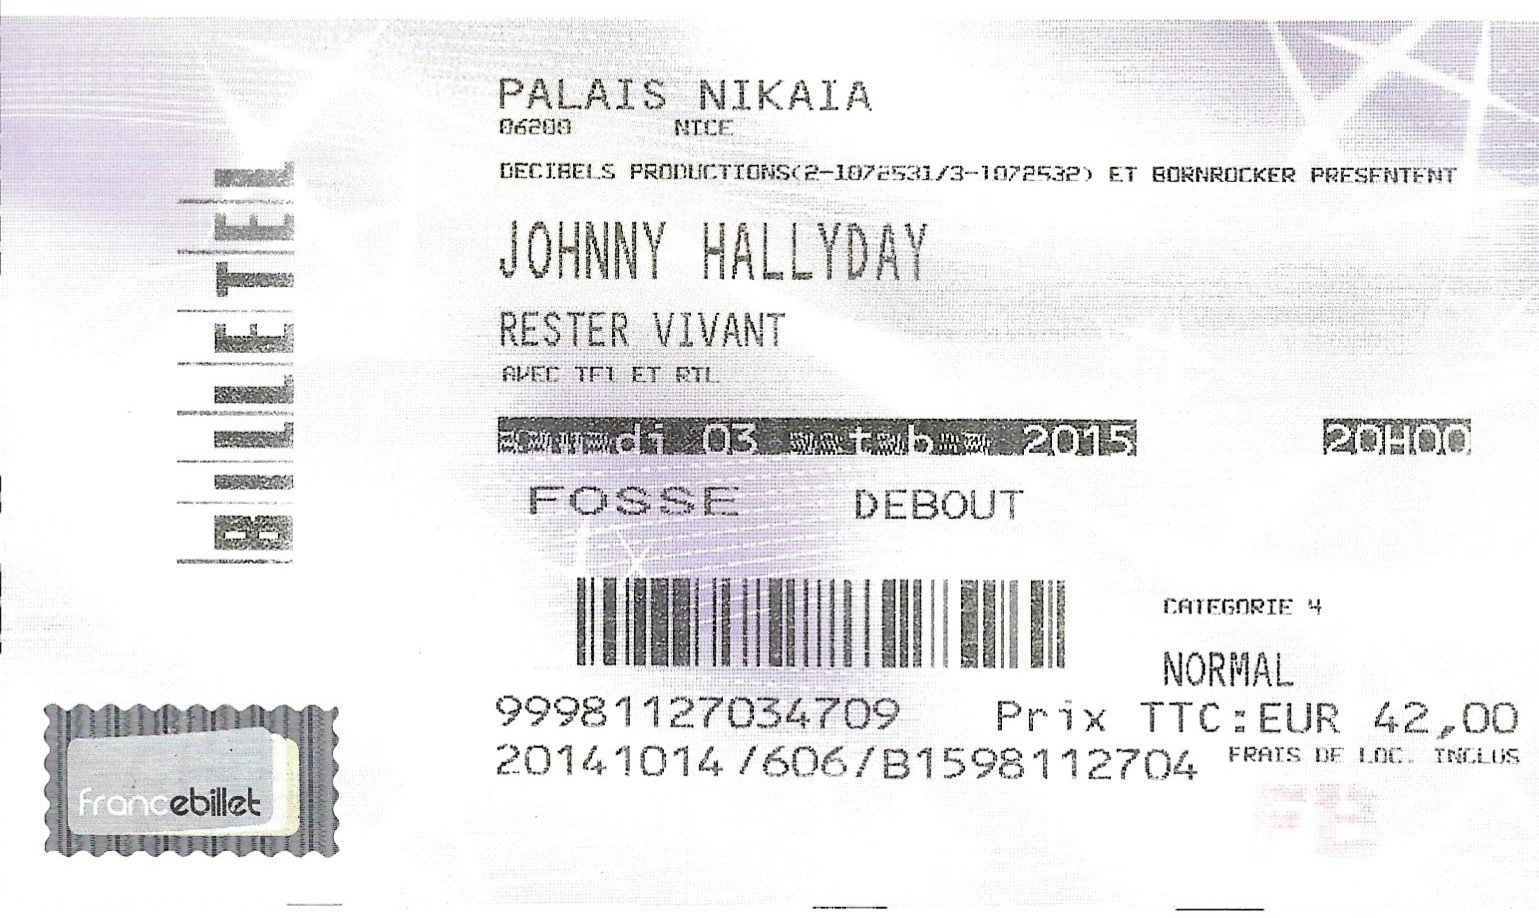 BILLETEL
PALAIS NIKAIA
06200 NICE
DECIBELS PRODUCTIONS(2-1072531/3-1072532) ET BORNROCKER PRESENTENT
JOHNNY HALLYDAY
RESTER VIVANT
AVEC TF1 ET RTL
03 2015 20H00
FOSSE DEBOUT
CATEGORIE 4
NORMAL
99981127034709 Prix TTC:EUR 42,00
20141014/606/B1598112704 FRAIS DE LOC. INCLUS
francebillet